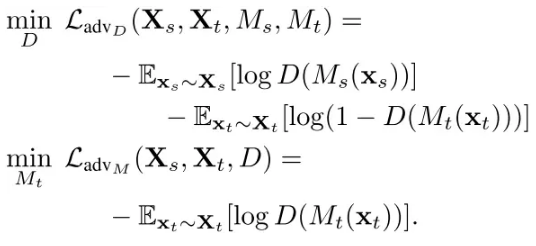 min_D 𝓛_{adv_D}(𝐗_s, 𝐗_t, M_s, M_t) =
− 𝔼_{𝐱_s∼𝐗_s}[log D(M_s(𝐱_s))]
− 𝔼_{𝐱_t∼𝐗_t}[log(1 − D(M_t(𝐱_t)))]
min_{M_t} 𝓛_{adv_M}(𝐗_s, 𝐗_t, D) =
− 𝔼_{𝐱_t∼𝐗_t}[log D(M_t(𝐱_t))].